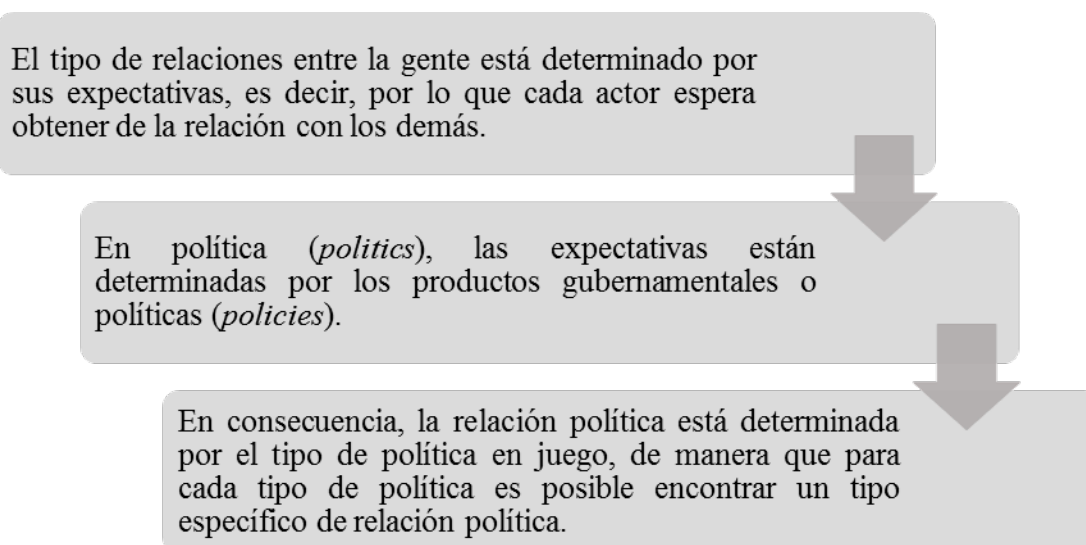 El tipo de relaciones entre la gente está determinado por
sus expectativas, es decir, por lo que cada actor espera
obtener de la relación con los demás.
En política (politics), las expectativas están
determinadas por los productos gubernamentales o
políticas (policies).
En consecuencia, la relación política está determinada
por el tipo de política en juego, de manera que para
cada tipo de política es posible encontrar un tipo
específico de relación política.